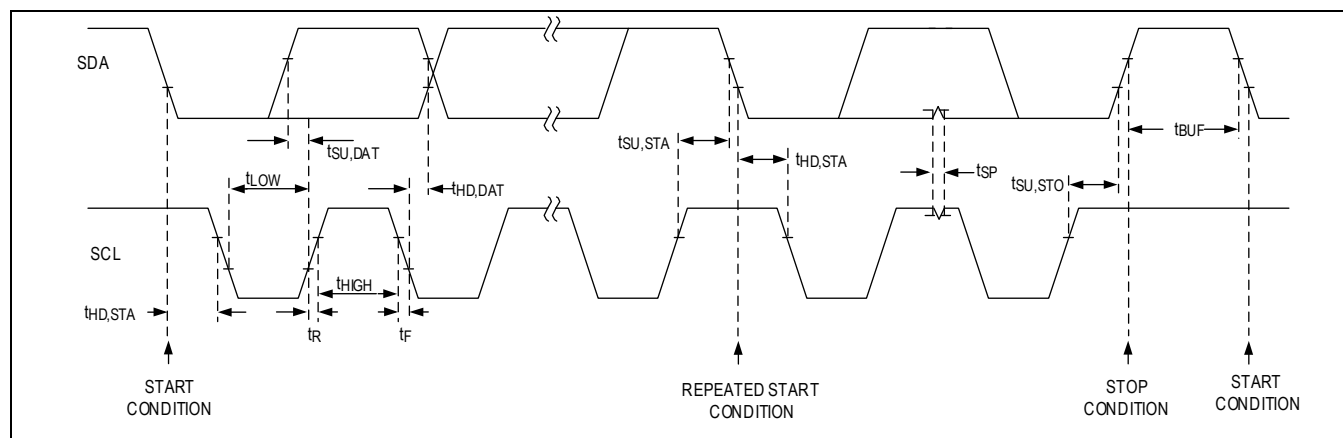 SDA
tSU,DAT
tSU,STA
tHD,STA
tBUF
tSP
tLOW
tHD,DAT
tSU,STO
SCL
tHIGH
tHD,STA
tR
tF
START
CONDITION
REPEATED START
CONDITION
STOP
CONDITION
START
CONDITION